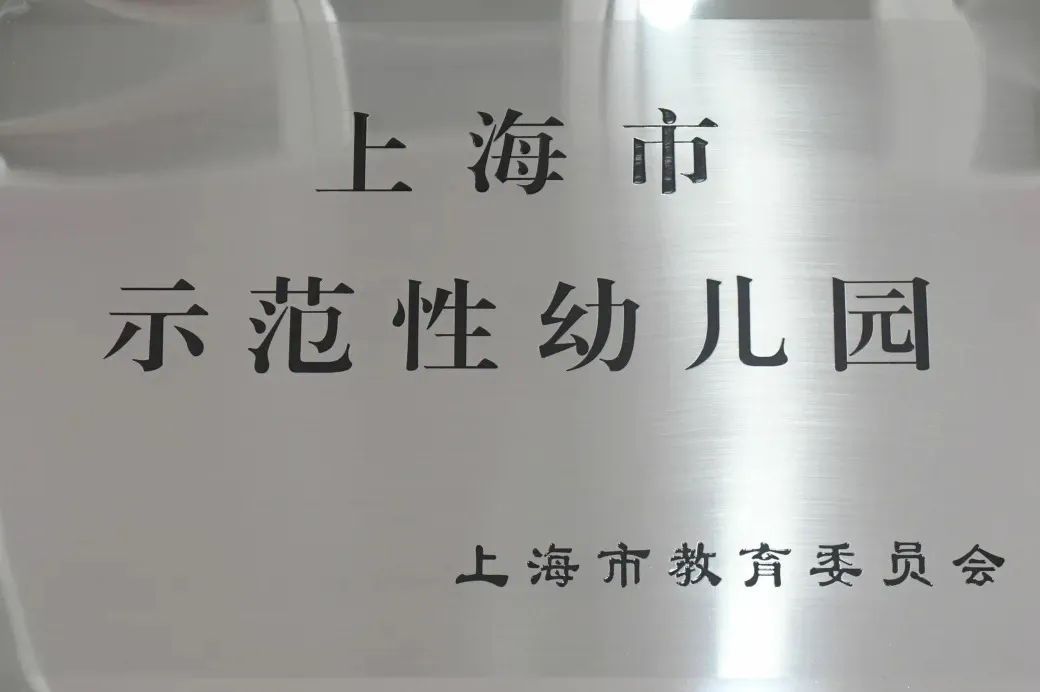 上海市
示范性幼儿园
上海市教育委员会